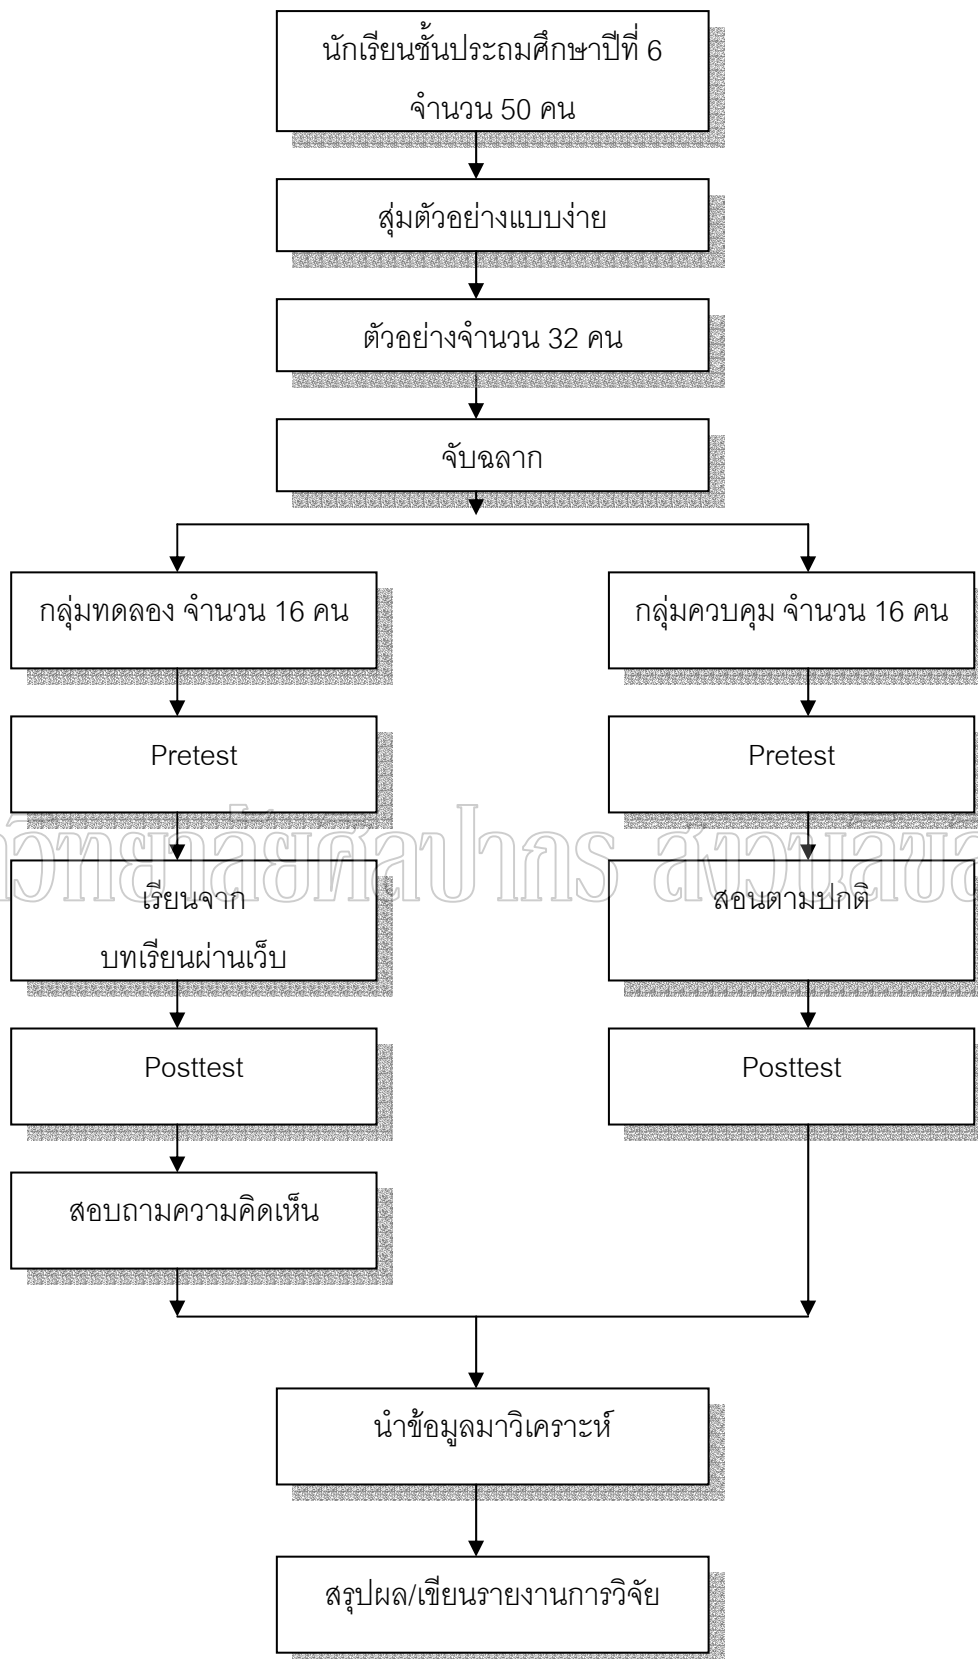 นักเรียนชั้นประถมศึกษาปีที่ 6
จำนวน 50 คน
สุ่มตัวอย่างแบบง่าย
ตัวอย่างจำนวน 32 คน
จับฉลาก
กลุ่มทดลอง จำนวน 16 คน
กลุ่มควบคุม จำนวน 16 คน
Pretest
Pretest
เรียนจาก
บทเรียนผ่านเว็บ
สอนตามปกติ
Posttest
Posttest
สอบถามความคิดเห็น
นำข้อมูลมาวิเคราะห์
สรุปผล/เขียนรายงานการวิจัย